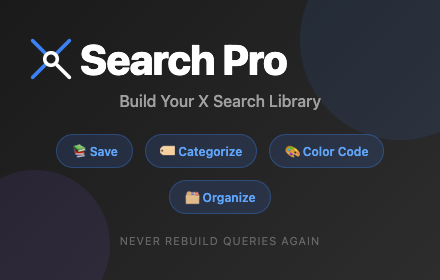 Search Pro
Build Your X Search Library
Save Categorize Color Code
Organize
NEVER REBUILD QUERIES AGAIN